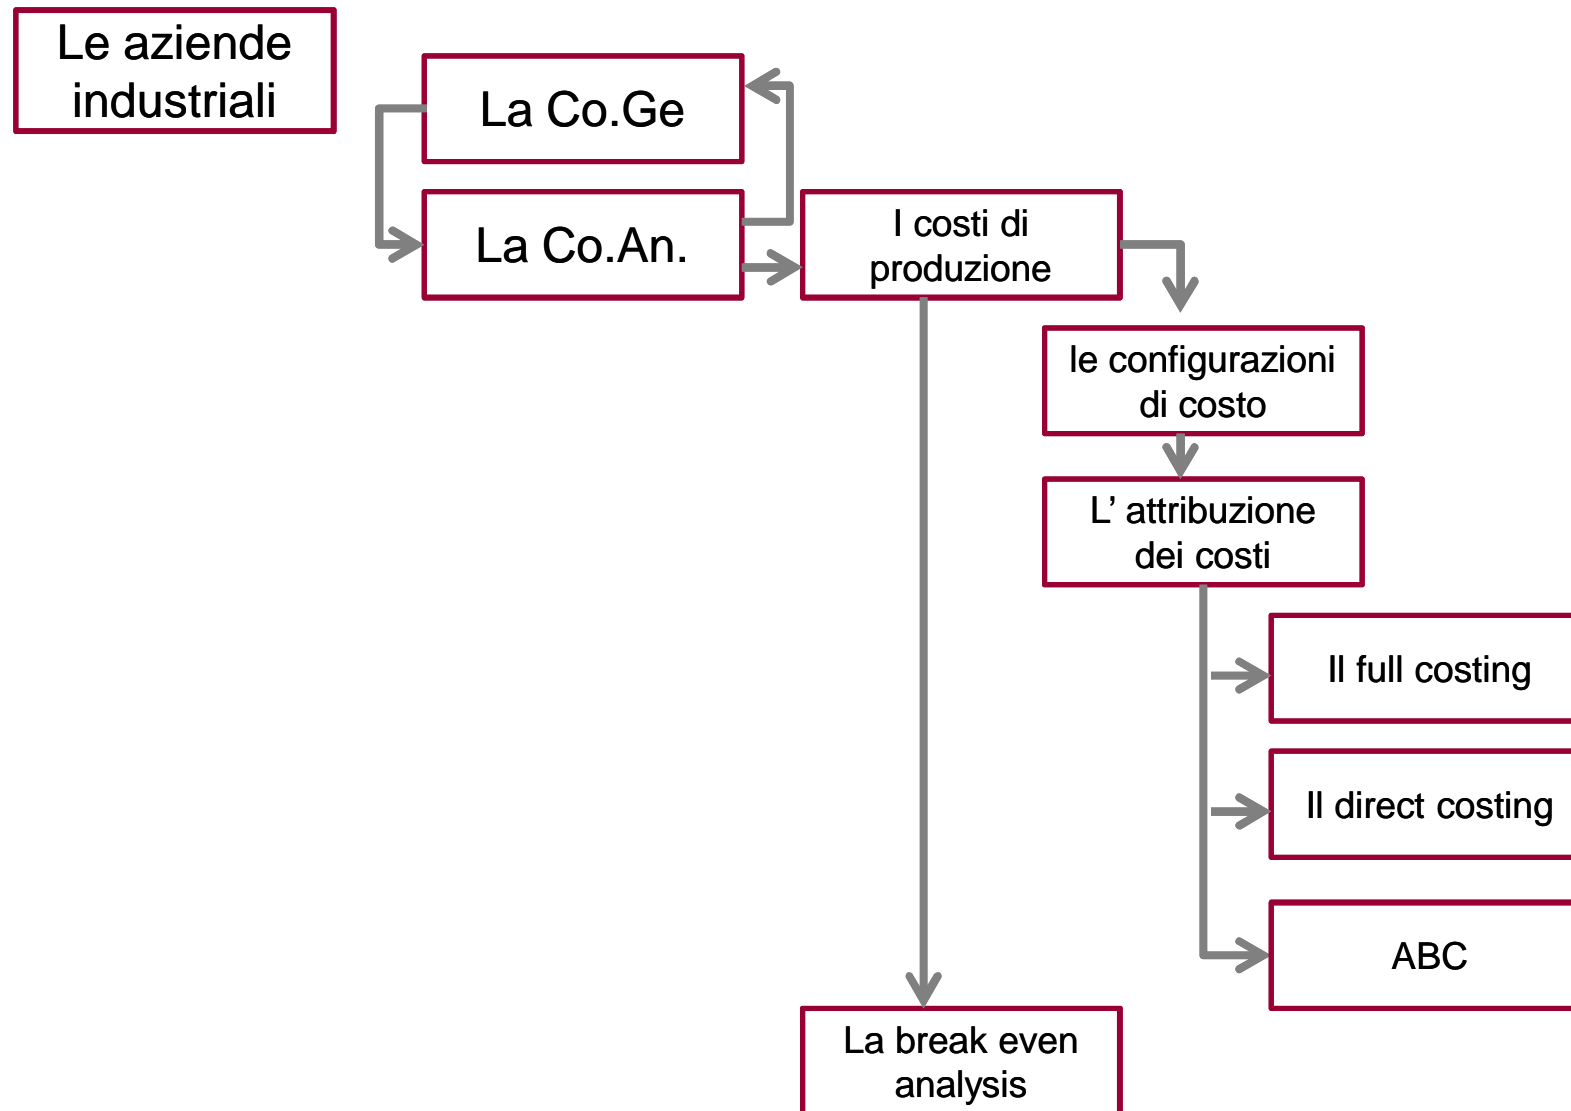 Le aziende
industriali
La Co.Ge
La Co.An.
I costi di
produzione
le configurazioni
di costo
L’ attribuzione
dei costi
Il full costing
Il direct costing
ABC
La break even
analysis